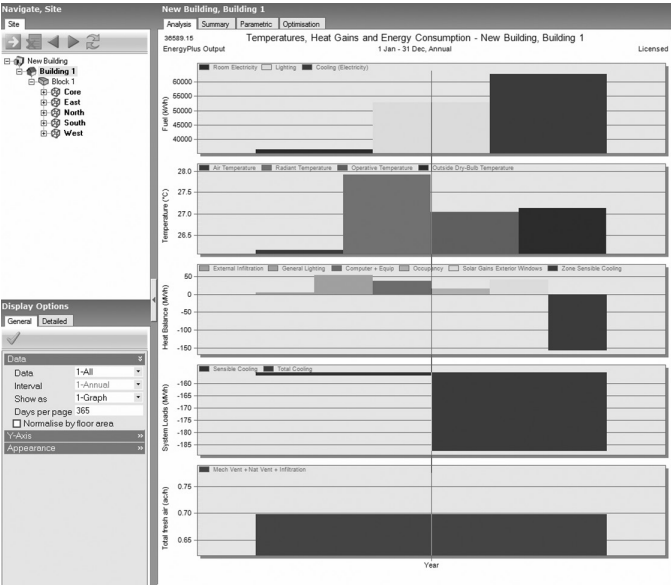 Navigate, Site
Site
New Building
Building 1
Block 1
Core
East
North
South
West
Display Options
General Detailed
Data
Data 1-All
Interval 1-Annual
Show as 1-Graph
Days per page 365
Normalise by floor area
Y-Axis
Appearance
New Building, Building 1
Analysis Summary Parametric Optimisation
36589.15 Temperatures, Heat Gains and Energy Consumption - New Building, Building 1
EnergyPlus Output 1 Jan - 31 Dec, Annual Licensed
Room Electricity Lighting Cooling (Electricity)
Fuel (kWh)
60000
55000
50000
45000
40000
Air Temperature Radiant Temperature Operative Temperature Outside Dry-Bulb Temperature
Temperature (°C)
28.0
27.5
27.0
26.5
External Infiltration General Lighting Computer + Equip Occupancy Solar Gains Exterior Windows Zone Sensible Cooling
Heat Balance (MWh)
50
0
-50
-100
-150
Sensible Cooling Total Cooling
System Loads (MWh)
-160
-165
-170
-175
-180
-185
Mech Vent + Nat Vent + Infiltration
Total fresh air (ac/h)
0.75
0.70
0.65
Year